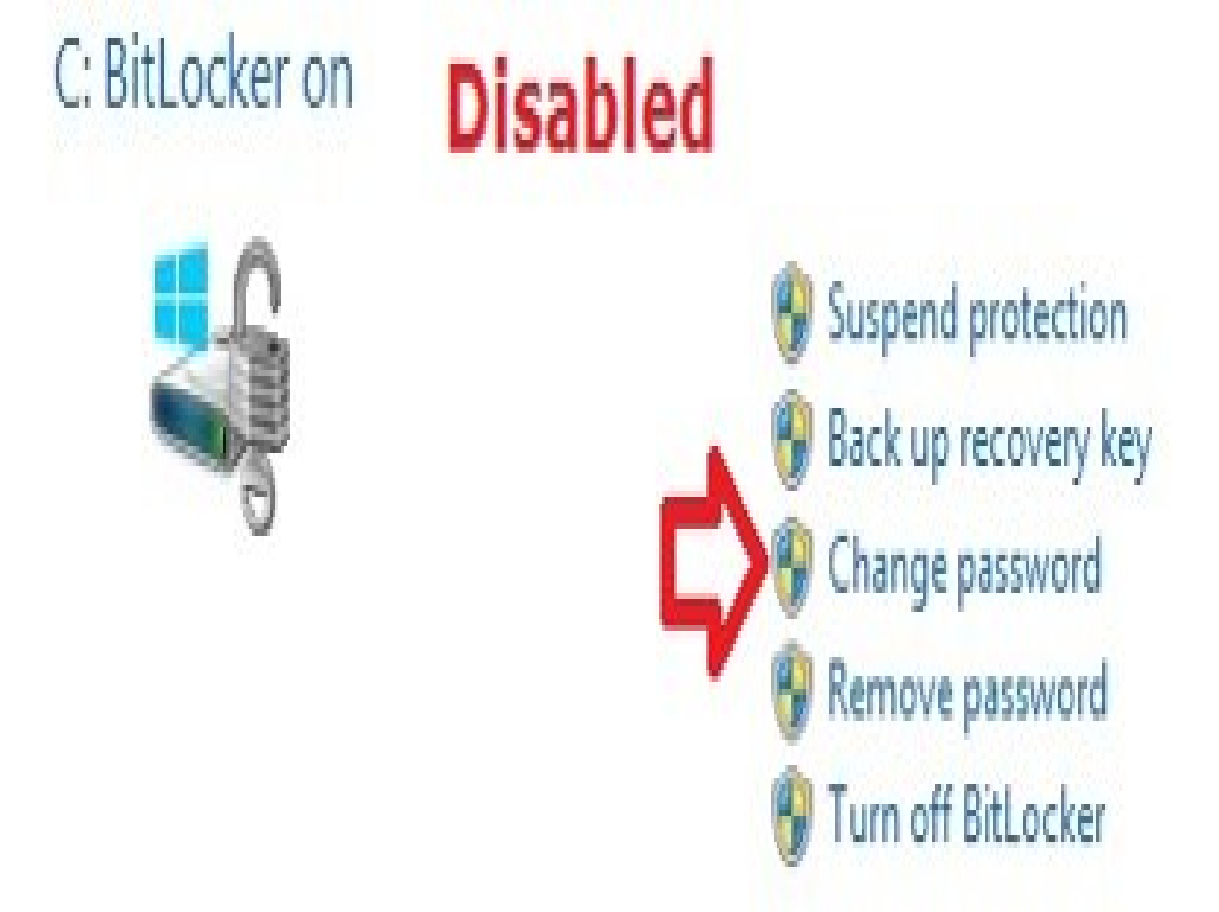 C: BitLocker on
Disabled
Suspend protection
Back up recovery key
Change password
Remove password
Turn off BitLocker